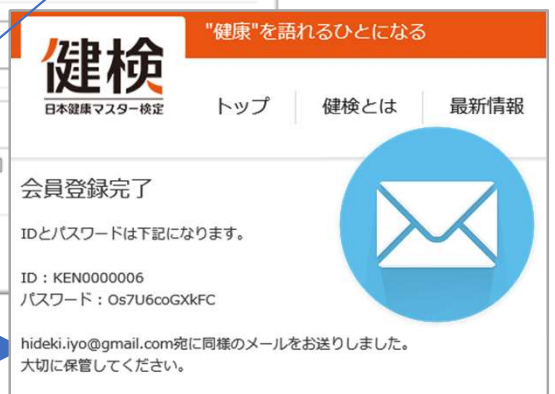 "健康"を語れるひとになる
健検
日本健康マスター検定
トップ
健検とは
最新情報
会員登録完了
IDとパスワードは下記になります。
ID：KEN0000006
パスワード：Os7U6coGXkFC
hideki.iyo@gmail.com宛に同様のメールをお送りしました。
大切に保管してください。